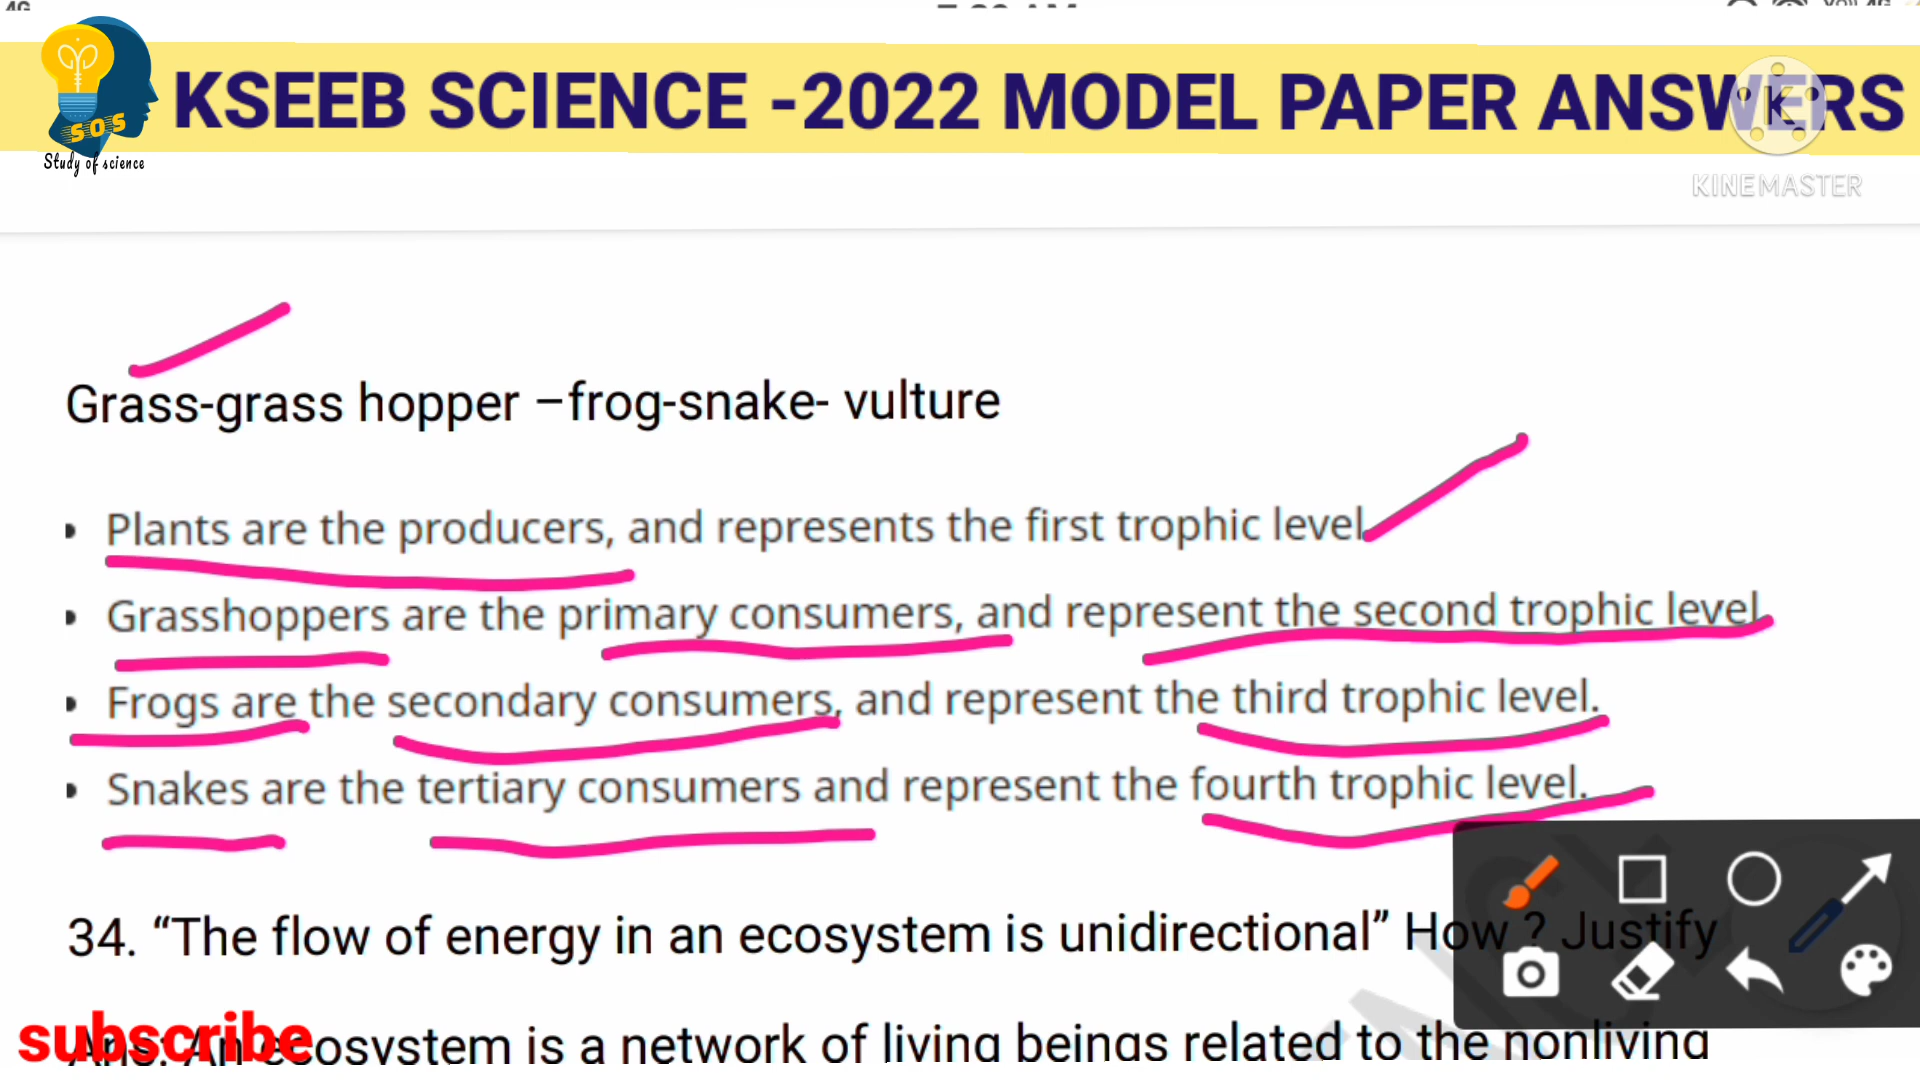 4G
KSEEB SCIENCE -2022 MODEL PAPER ANSWERS
SOS
Study of science
K
KINEMASTER
Grass-grass hopper –frog-snake- vulture
• Plants are the producers, and represents the first trophic level
• Grasshoppers are the primary consumers, and represent the second trophic level
• Frogs are the secondary consumers, and represent the third trophic level.
• Snakes are the tertiary consumers and represent the fourth trophic level.
34. “The flow of energy in an ecosystem is unidirectional” How ? Justify
subscribe
Ans: An ecosystem is a network of living beings related to the nonliving